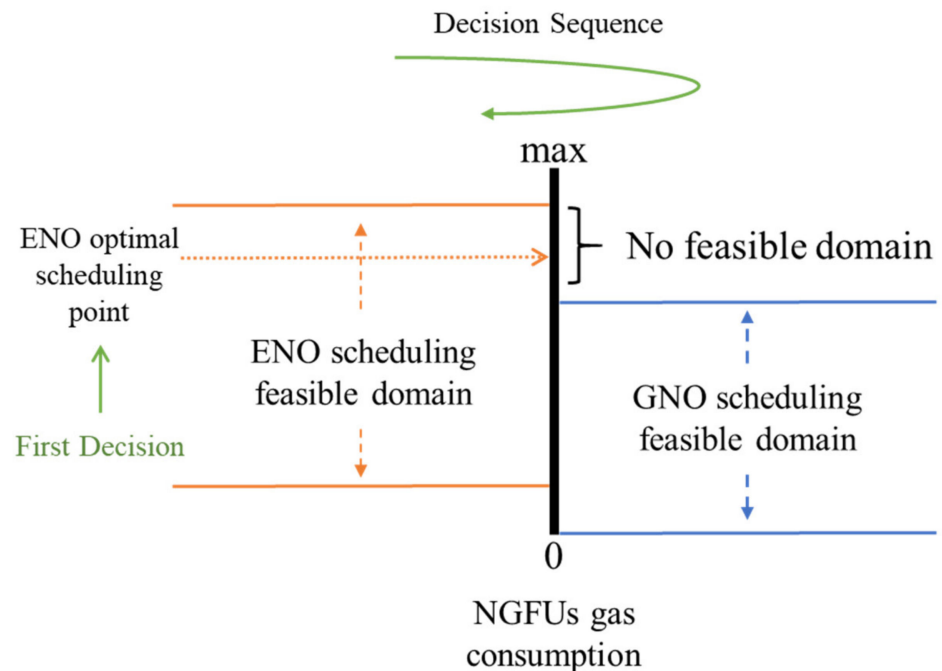 Decision Sequence
max
ENO optimal
scheduling
point
No feasible domain
ENO scheduling
feasible domain
GNO scheduling
feasible domain
First Decision
0
NGFUs gas
consumption